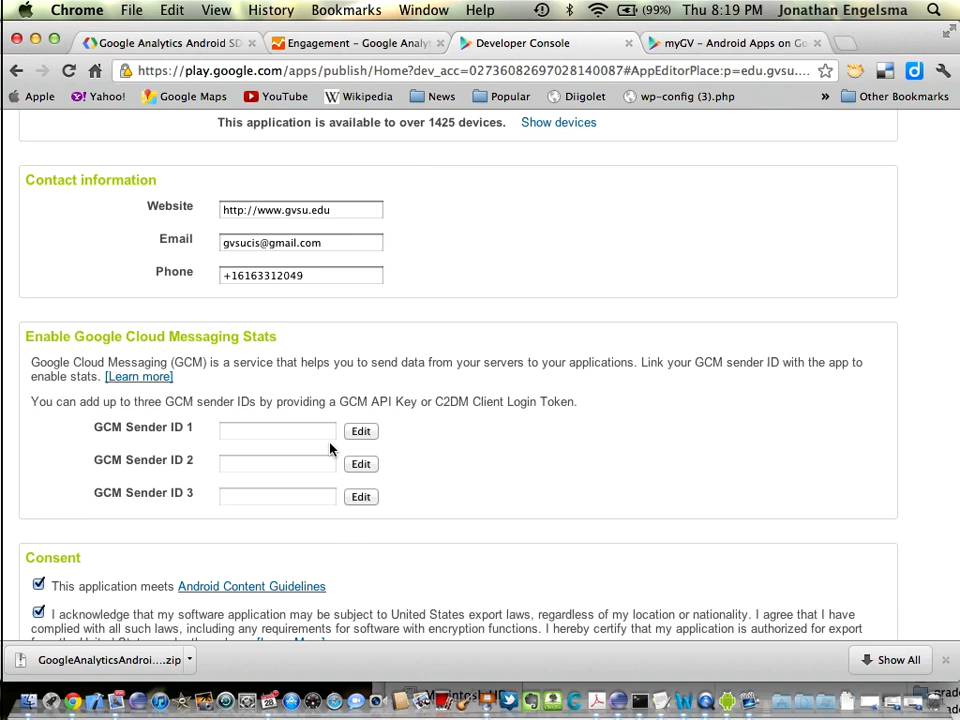 Chrome File Edit View History Bookmarks Window Help (99%) Thu 8:19 PM Jonathan Engelsma
Google Analytics Android SD Engagement – Google Analyt Developer Console myGV – Android Apps on Go
https://play.google.com/apps/publish/Home?dev_acc=02736082697028140087#AppEditorPlace:p=edu.gvsu....
Apple Yahoo! Google Maps YouTube Wikipedia News Popular Diigolet wp-config (3).php » Other Bookmarks
This application is available to over 1425 devices. Show devices
Contact information
Website http://www.gvsu.edu
Email gvsucis@gmail.com
Phone +16163312049
Enable Google Cloud Messaging Stats
Google Cloud Messaging (GCM) is a service that helps you to send data from your servers to your applications. Link your GCM sender ID with the app to
enable stats. [Learn more]
You can add up to three GCM sender IDs by providing a GCM API Key or C2DM Client Login Token.
GCM Sender ID 1 Edit
GCM Sender ID 2 Edit
GCM Sender ID 3 Edit
Consent
This application meets Android Content Guidelines
I acknowledge that my software application may be subject to United States export laws, regardless of my location or nationality. I agree that I have
complied with all such laws, including any requirements for software with encryption functions. I hereby certify that my application is authorized for export
GoogleAnalyticsAndroi....zip Show All